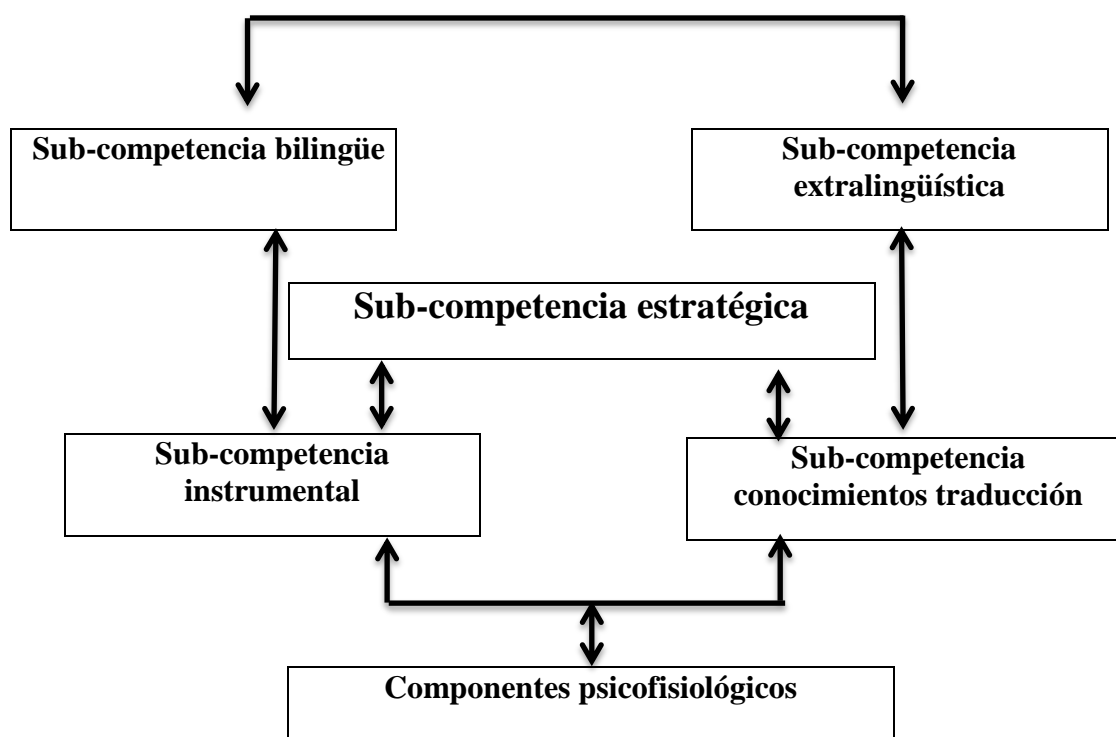 Sub-competencia bilingüe
Sub-competencia
extralingüística
Sub-competencia estratégica
Sub-competencia
instrumental
Sub-competencia
conocimientos traducción
Componentes psicofisiológicos